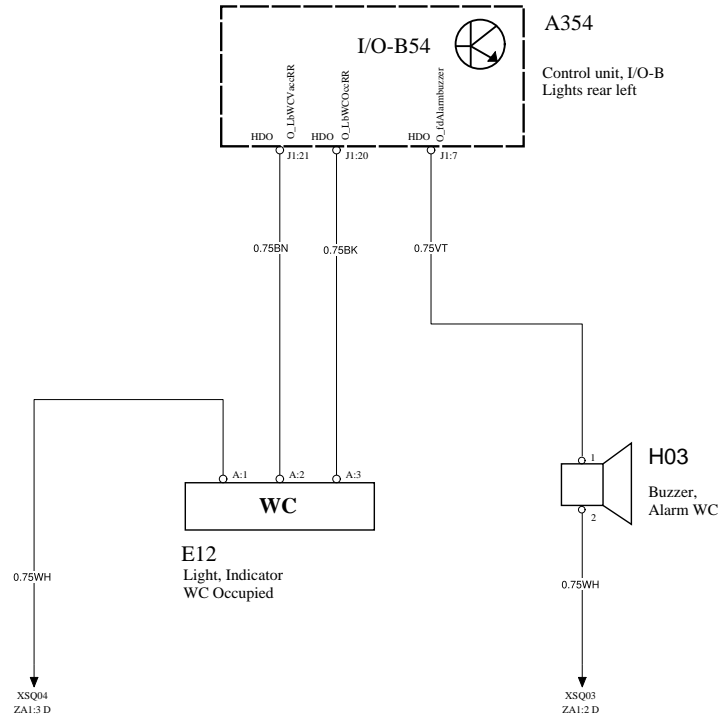 A354
I/O-B54
Control unit, I/O-B
Lights rear left
O_LbWCVaccRR
O_LbWCOccRR
O_fdAlarmbuzzer
HDO
HDO
HDO
J1:21
J1:20
J1:7
0.75BN
0.75BK
0.75VT
A:1
A:2
A:3
WC
E12
Light, Indicator
WC Occupied
1
H03
Buzzer,
Alarm WC
2
0.75WH
0.75WH
XSQ04
ZA1:3 D
XSQ03
ZA1:2 D